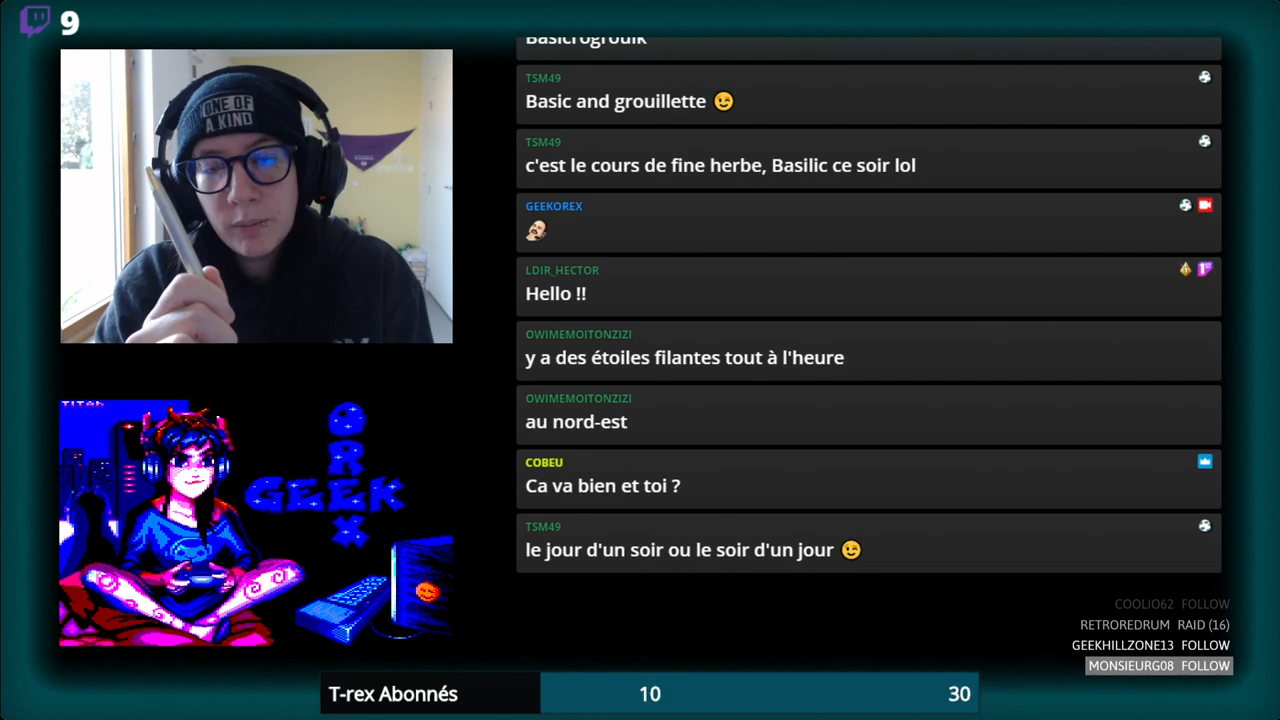 9
ONE OF
A KIND
TITAN
GEEK
OREX
Basicrogrouik
TSM49
Basic and grouillette 😉
TSM49
c'est le cours de fine herbe, Basilic ce soir lol
GEEKOREX
LDIR_HECTOR
Hello !!
OWIMEMOITONZIZI
y a des étoiles filantes tout à l'heure
OWIMEMOITONZIZI
au nord-est
COBEU
Ca va bien et toi ?
TSM49
le jour d'un soir ou le soir d'un jour 😉
COOLIO62 FOLLOW
RETROREDRUM RAID (16)
GEEKHILLZONE13 FOLLOW
MONSIEURG08 FOLLOW
T-rex Abonnés 10 30